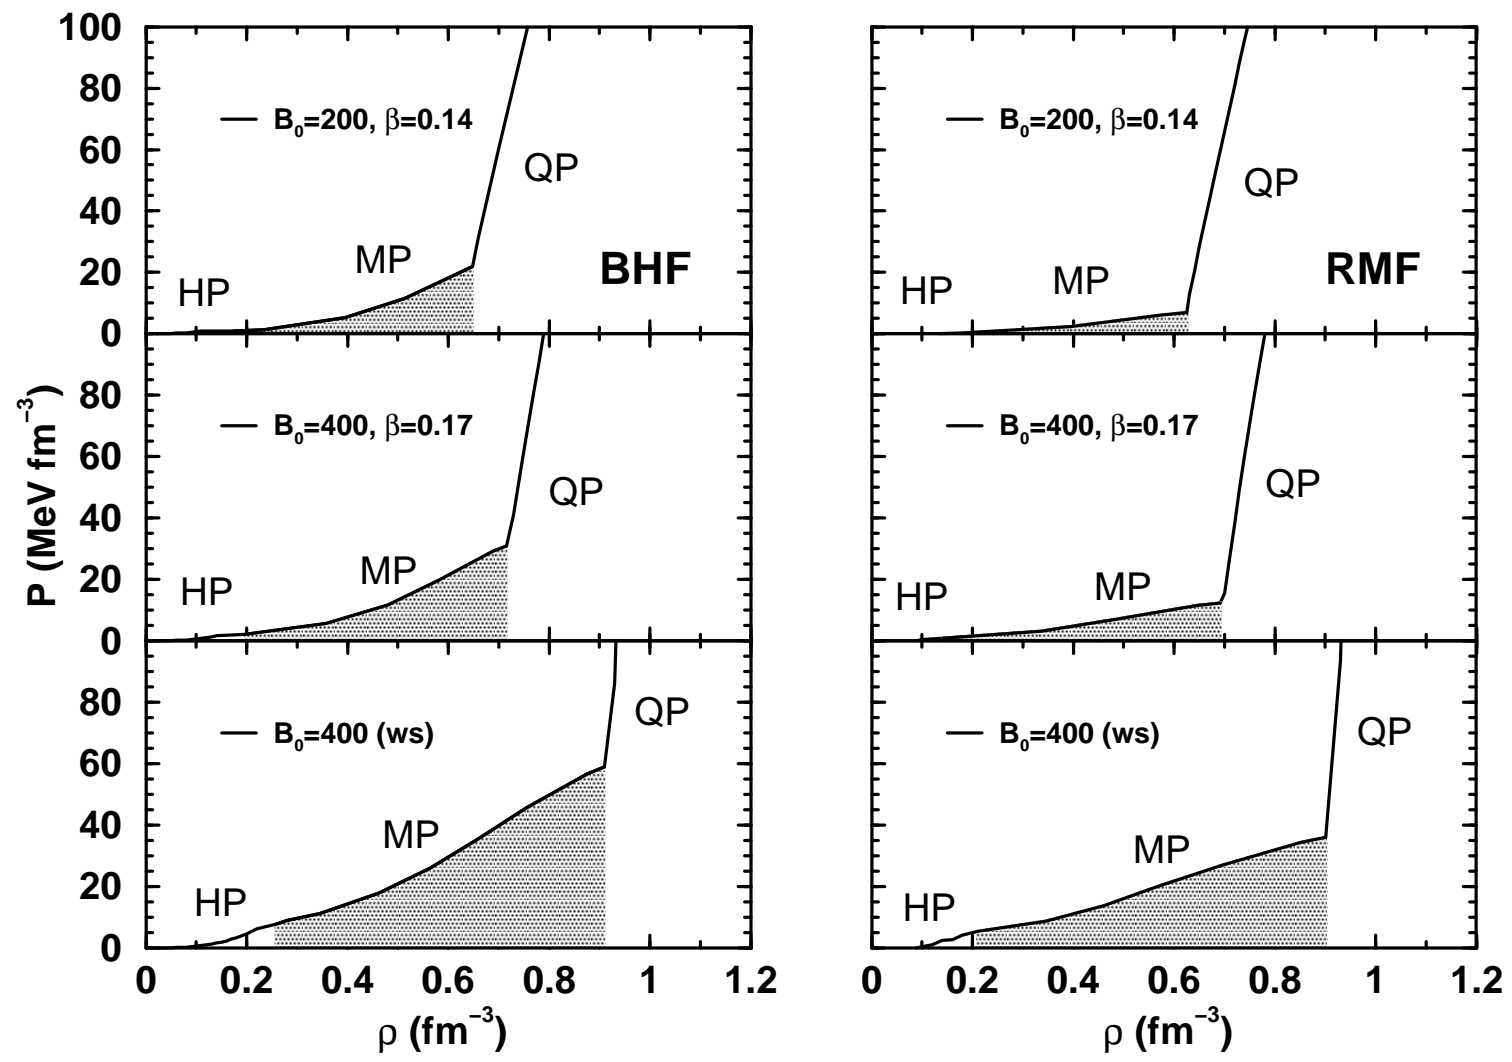 100
80
60
40
20
0
B₀=200, β=0.14
HP
MP
QP
BHF
B₀=200, β=0.14
HP
MP
QP
RMF
P (MeV fm⁻³)
80
60
40
20
0
B₀=400, β=0.17
HP
MP
QP
B₀=400, β=0.17
HP
MP
QP
80
60
40
20
0
B₀=400 (ws)
HP
MP
QP
B₀=400 (ws)
HP
MP
QP
0 0.2 0.4 0.6 0.8 1 1.2
0 0.2 0.4 0.6 0.8 1 1.2
ρ (fm⁻³)
ρ (fm⁻³)